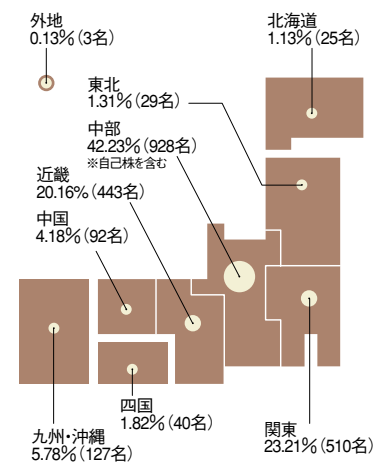 外地
0.13%（3名）
北海道
1.13%（25名）
東北
1.31%（29名）
中部
42.23%（928名）
※自己株を含む
近畿
20.16%（443名）
中国
4.18%（92名）
四国
1.82%（40名）
九州・沖縄
5.78%（127名）
関東
23.21%（510名）